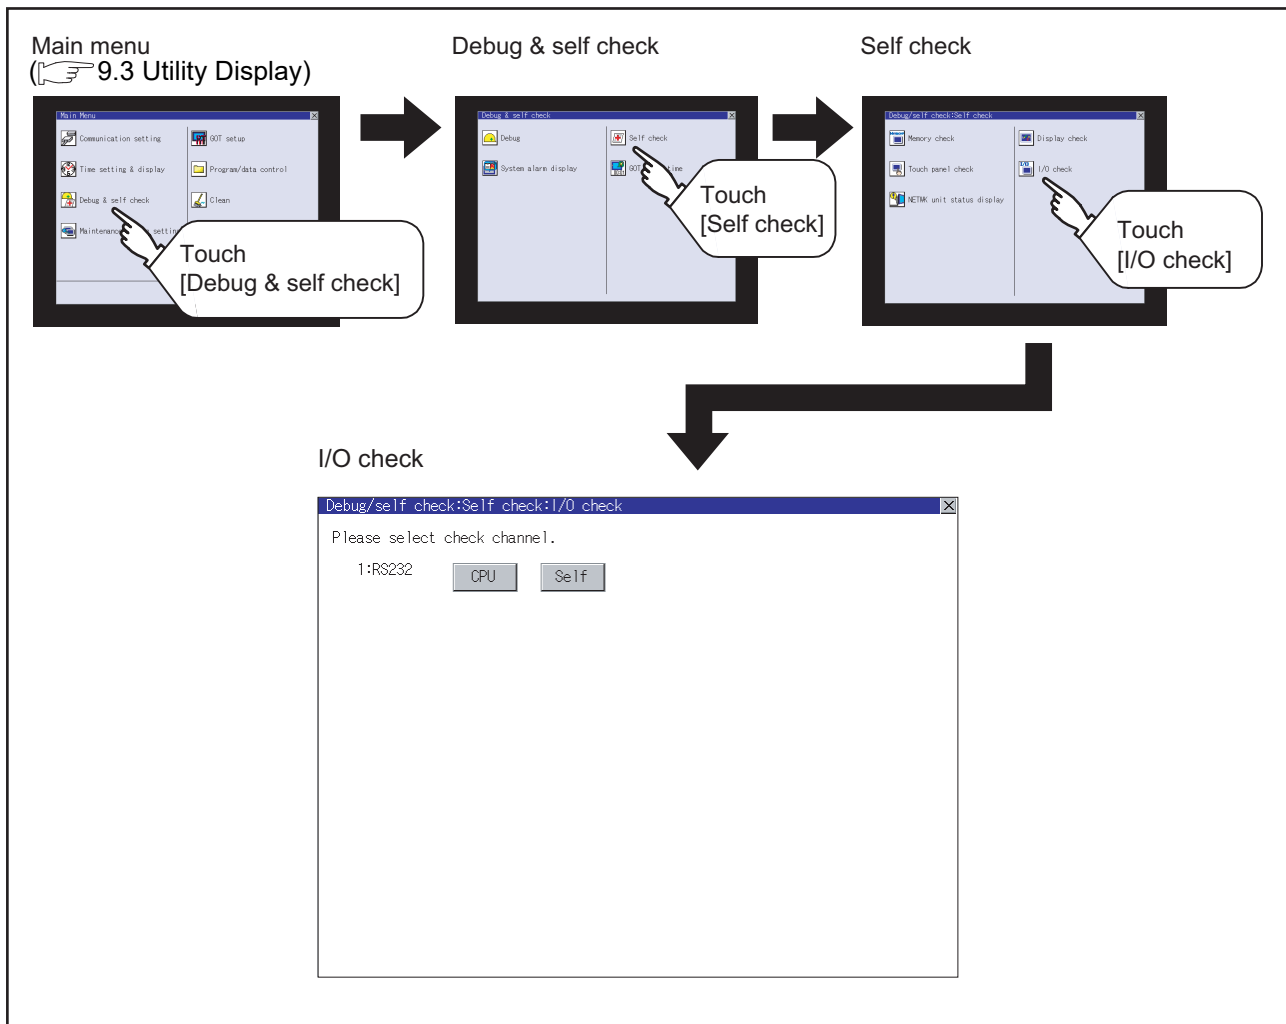 Main menu
(9.3 Utility Display)
Main Menu
Communication setting
GOT setup
Time setting & display
Program/data control
Debug & self check
Clean
Touch
[Debug & self check]
Debug & self check
Debug & self check
Debug
Self check
System alarm display
GOT
Touch
[Self check]
Self check
Debug/self check:Self check
Memory check
Display check
Touch panel check
I/O check
NETWK unit status display
Touch
[I/O check]
I/O check
Debug/self check:Self check:I/O check
Please select check channel.
1:RS232
CPU
Self